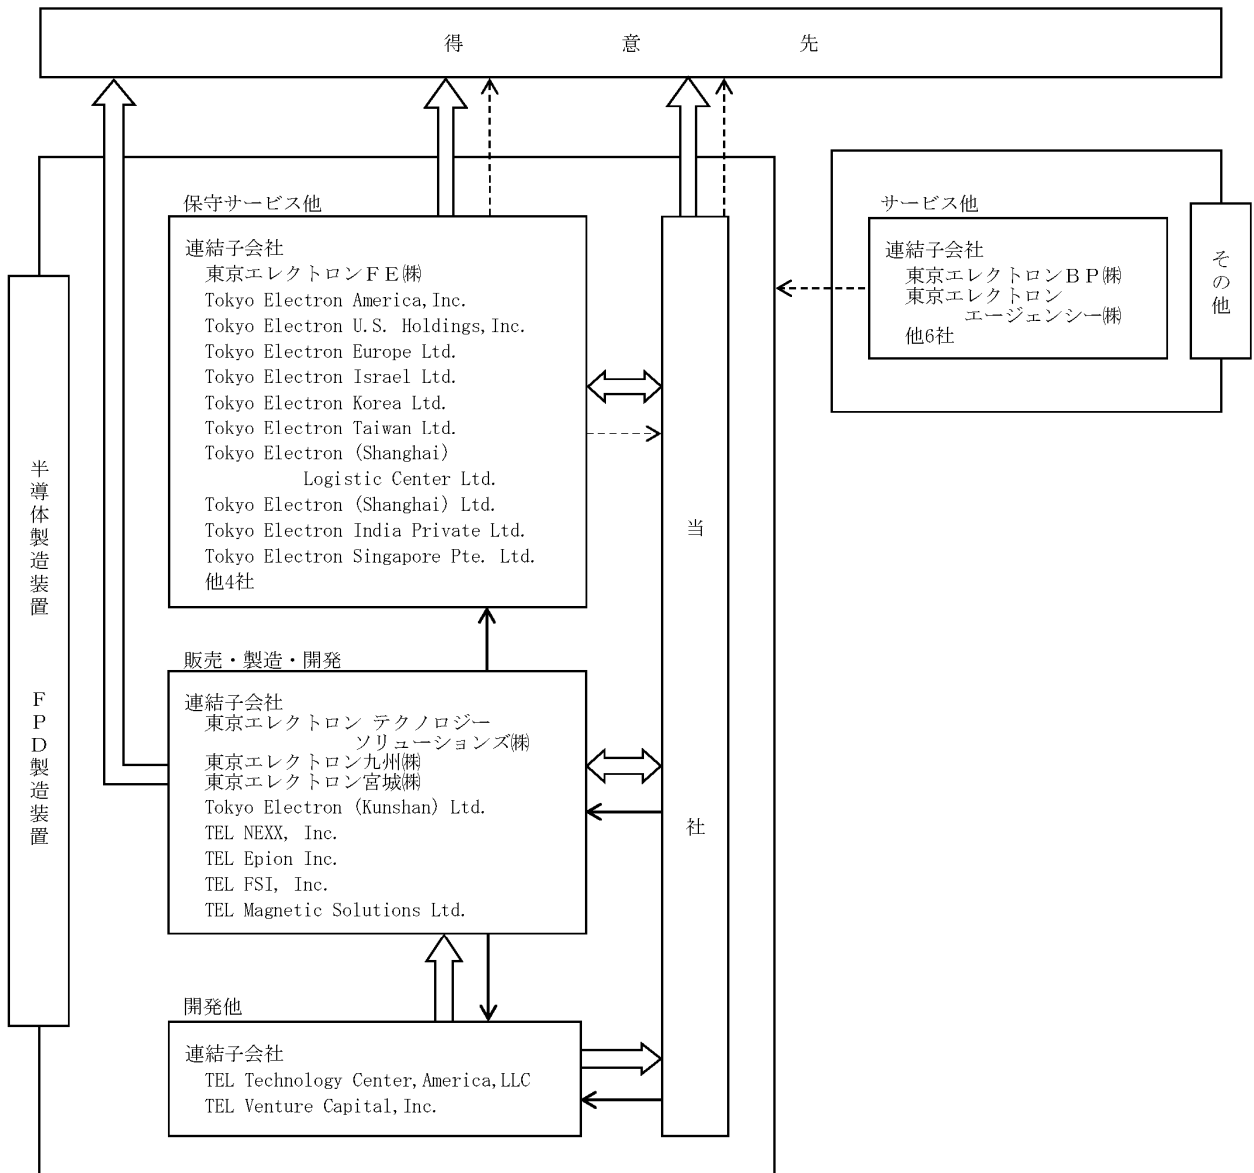 得意先
保守サービス他
連結子会社
東京エレクトロンＦＥ㈱
Tokyo Electron America,Inc.
Tokyo Electron U.S. Holdings,Inc.
Tokyo Electron Europe Ltd.
Tokyo Electron Israel Ltd.
Tokyo Electron Korea Ltd.
Tokyo Electron Taiwan Ltd.
Tokyo Electron (Shanghai)
Logistic Center Ltd.
Tokyo Electron (Shanghai) Ltd.
Tokyo Electron India Private Ltd.
Tokyo Electron Singapore Pte. Ltd.
他4社
販売・製造・開発
連結子会社
東京エレクトロン テクノロジー
ソリューションズ㈱
東京エレクトロン九州㈱
東京エレクトロン宮城㈱
Tokyo Electron (Kunshan) Ltd.
TEL NEXX, Inc.
TEL Epion Inc.
TEL FSI, Inc.
TEL Magnetic Solutions Ltd.
開発他
連結子会社
TEL Technology Center,America,LLC
TEL Venture Capital,Inc.
半導体製造装置
ＦＰＤ製造装置
当社
サービス他
連結子会社
東京エレクトロンＢＰ㈱
東京エレクトロン
エージェンシー㈱
他6社
その他